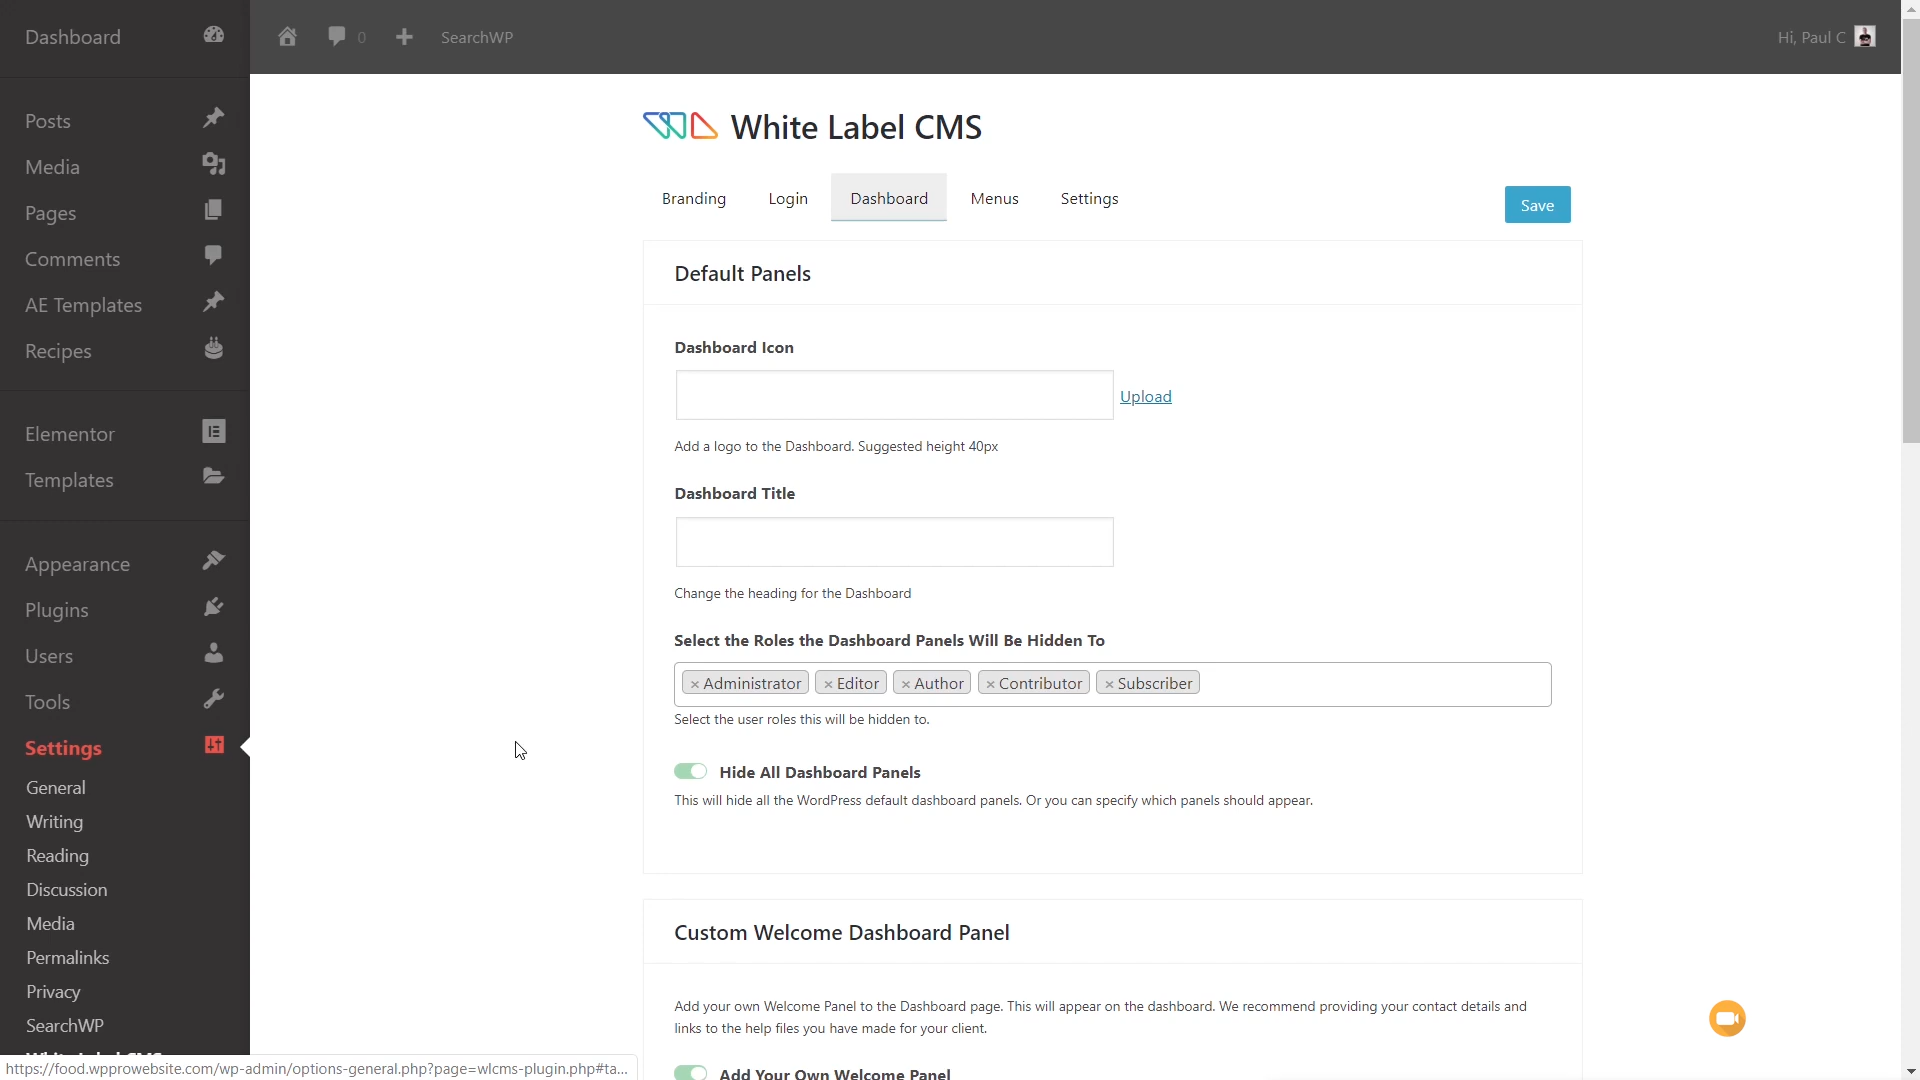 Dashboard
0
SearchWP
Hi, Paul C
Posts
Media
Pages
Comments
AE Templates
Recipes
Elementor
Templates
Appearance
Plugins
Users
Tools
Settings
General
Writing
Reading
Discussion
Media
Permalinks
Privacy
SearchWP
White Label CMS
https://food.wpprowebsite.com/wp-admin/options-general.php?page=wlcms-plugin.php#ta...
White Label CMS
Branding
Login
Dashboard
Menus
Settings
Save
Default Panels
Dashboard Icon
Upload
Add a logo to the Dashboard. Suggested height 40px
Dashboard Title
Change the heading for the Dashboard
Select the Roles the Dashboard Panels Will Be Hidden To
× Administrator × Editor × Author × Contributor × Subscriber
Select the user roles this will be hidden to.
Hide All Dashboard Panels
This will hide all the WordPress default dashboard panels. Or you can specify which panels should appear.
Custom Welcome Dashboard Panel
Add your own Welcome Panel to the Dashboard page. This will appear on the dashboard. We recommend providing your contact details and
links to the help files you have made for your client.
Add Your Own Welcome Panel